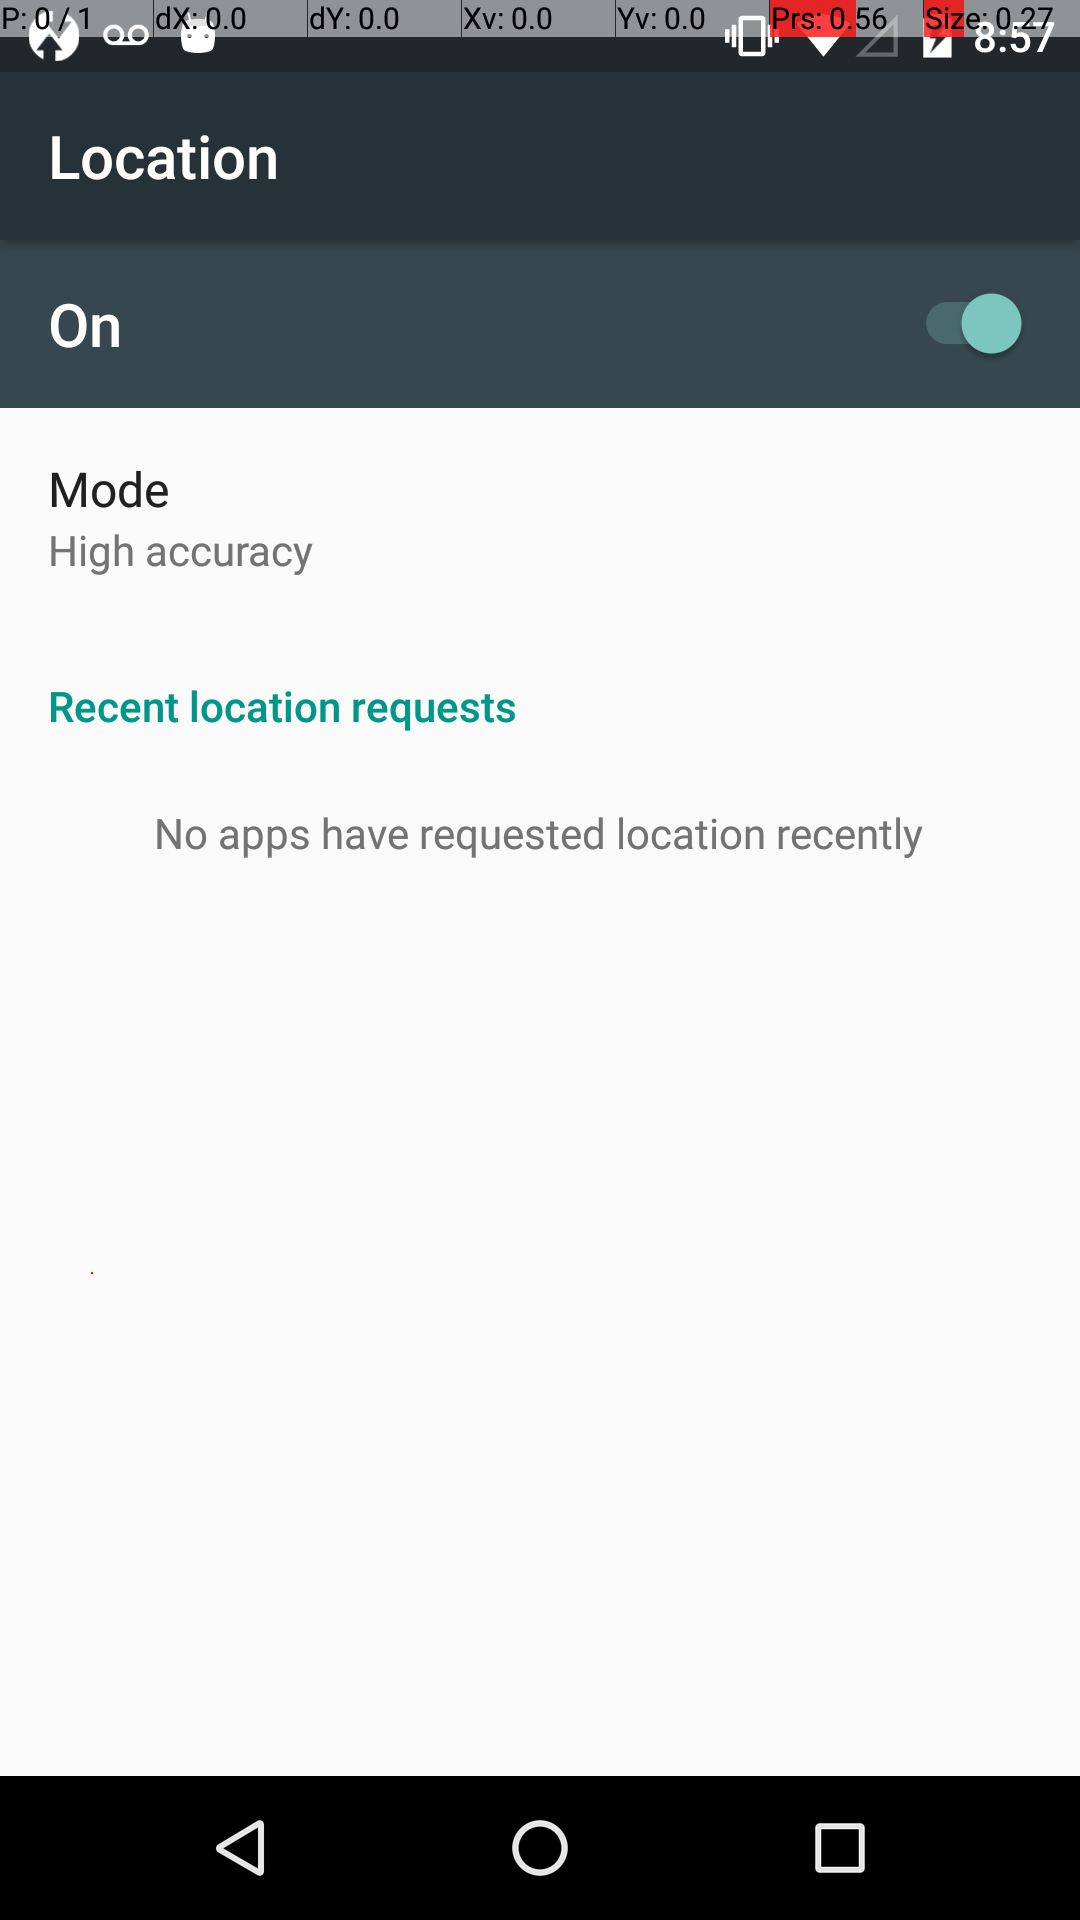 P: 0 / 1 dX: 0.0 dY: 0.0 Xv: 0.0 Yv: 0.0 Prs: 0.56 Size: 0.27
8:57
Location
On
Mode
High accuracy
Recent location requests
No apps have requested location recently